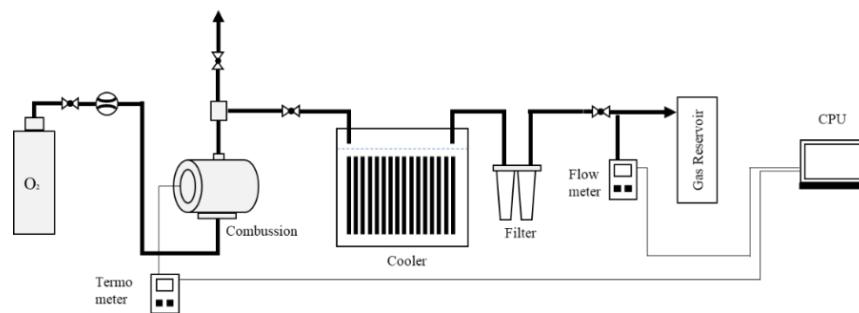 O₂
Combussion
Termo
meter
Cooler
Filter
Flow
meter
Gas Reservoir
CPU